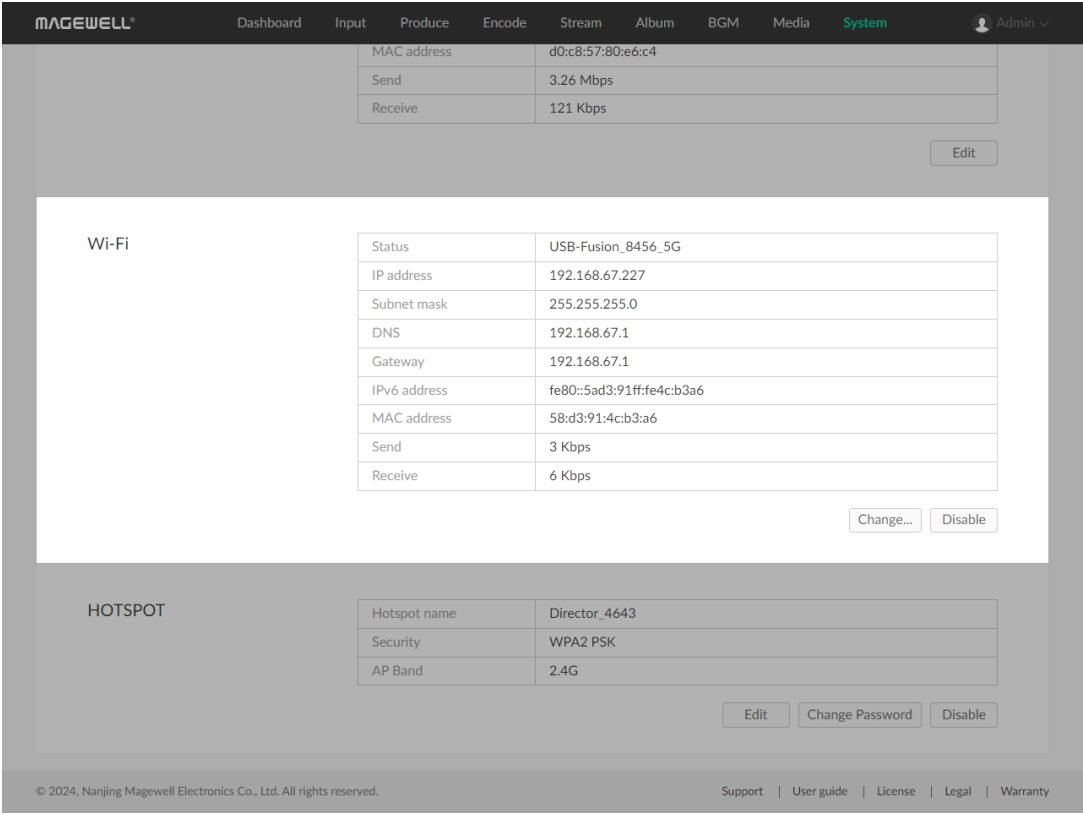 MAGEWELL® Dashboard Input Produce Encode Stream Album BGM Media System Admin
MAC address d0:c8:57:80:e6:c4
Send 3.26 Mbps
Receive 121 Kbps
Edit
Wi-Fi
Status USB-Fusion_8456_5G
IP address 192.168.67.227
Subnet mask 255.255.255.0
DNS 192.168.67.1
Gateway 192.168.67.1
IPv6 address fe80::5ad3:91ff:fe4c:b3a6
MAC address 58:d3:91:4c:b3:a6
Send 3 Kbps
Receive 6 Kbps
Change... Disable
HOTSPOT
Hotspot name Director_4643
Security WPA2 PSK
AP Band 2.4G
Edit Change Password Disable
© 2024, Nanjing Magewell Electronics Co., Ltd. All rights reserved. Support | User guide | License | Legal | Warranty